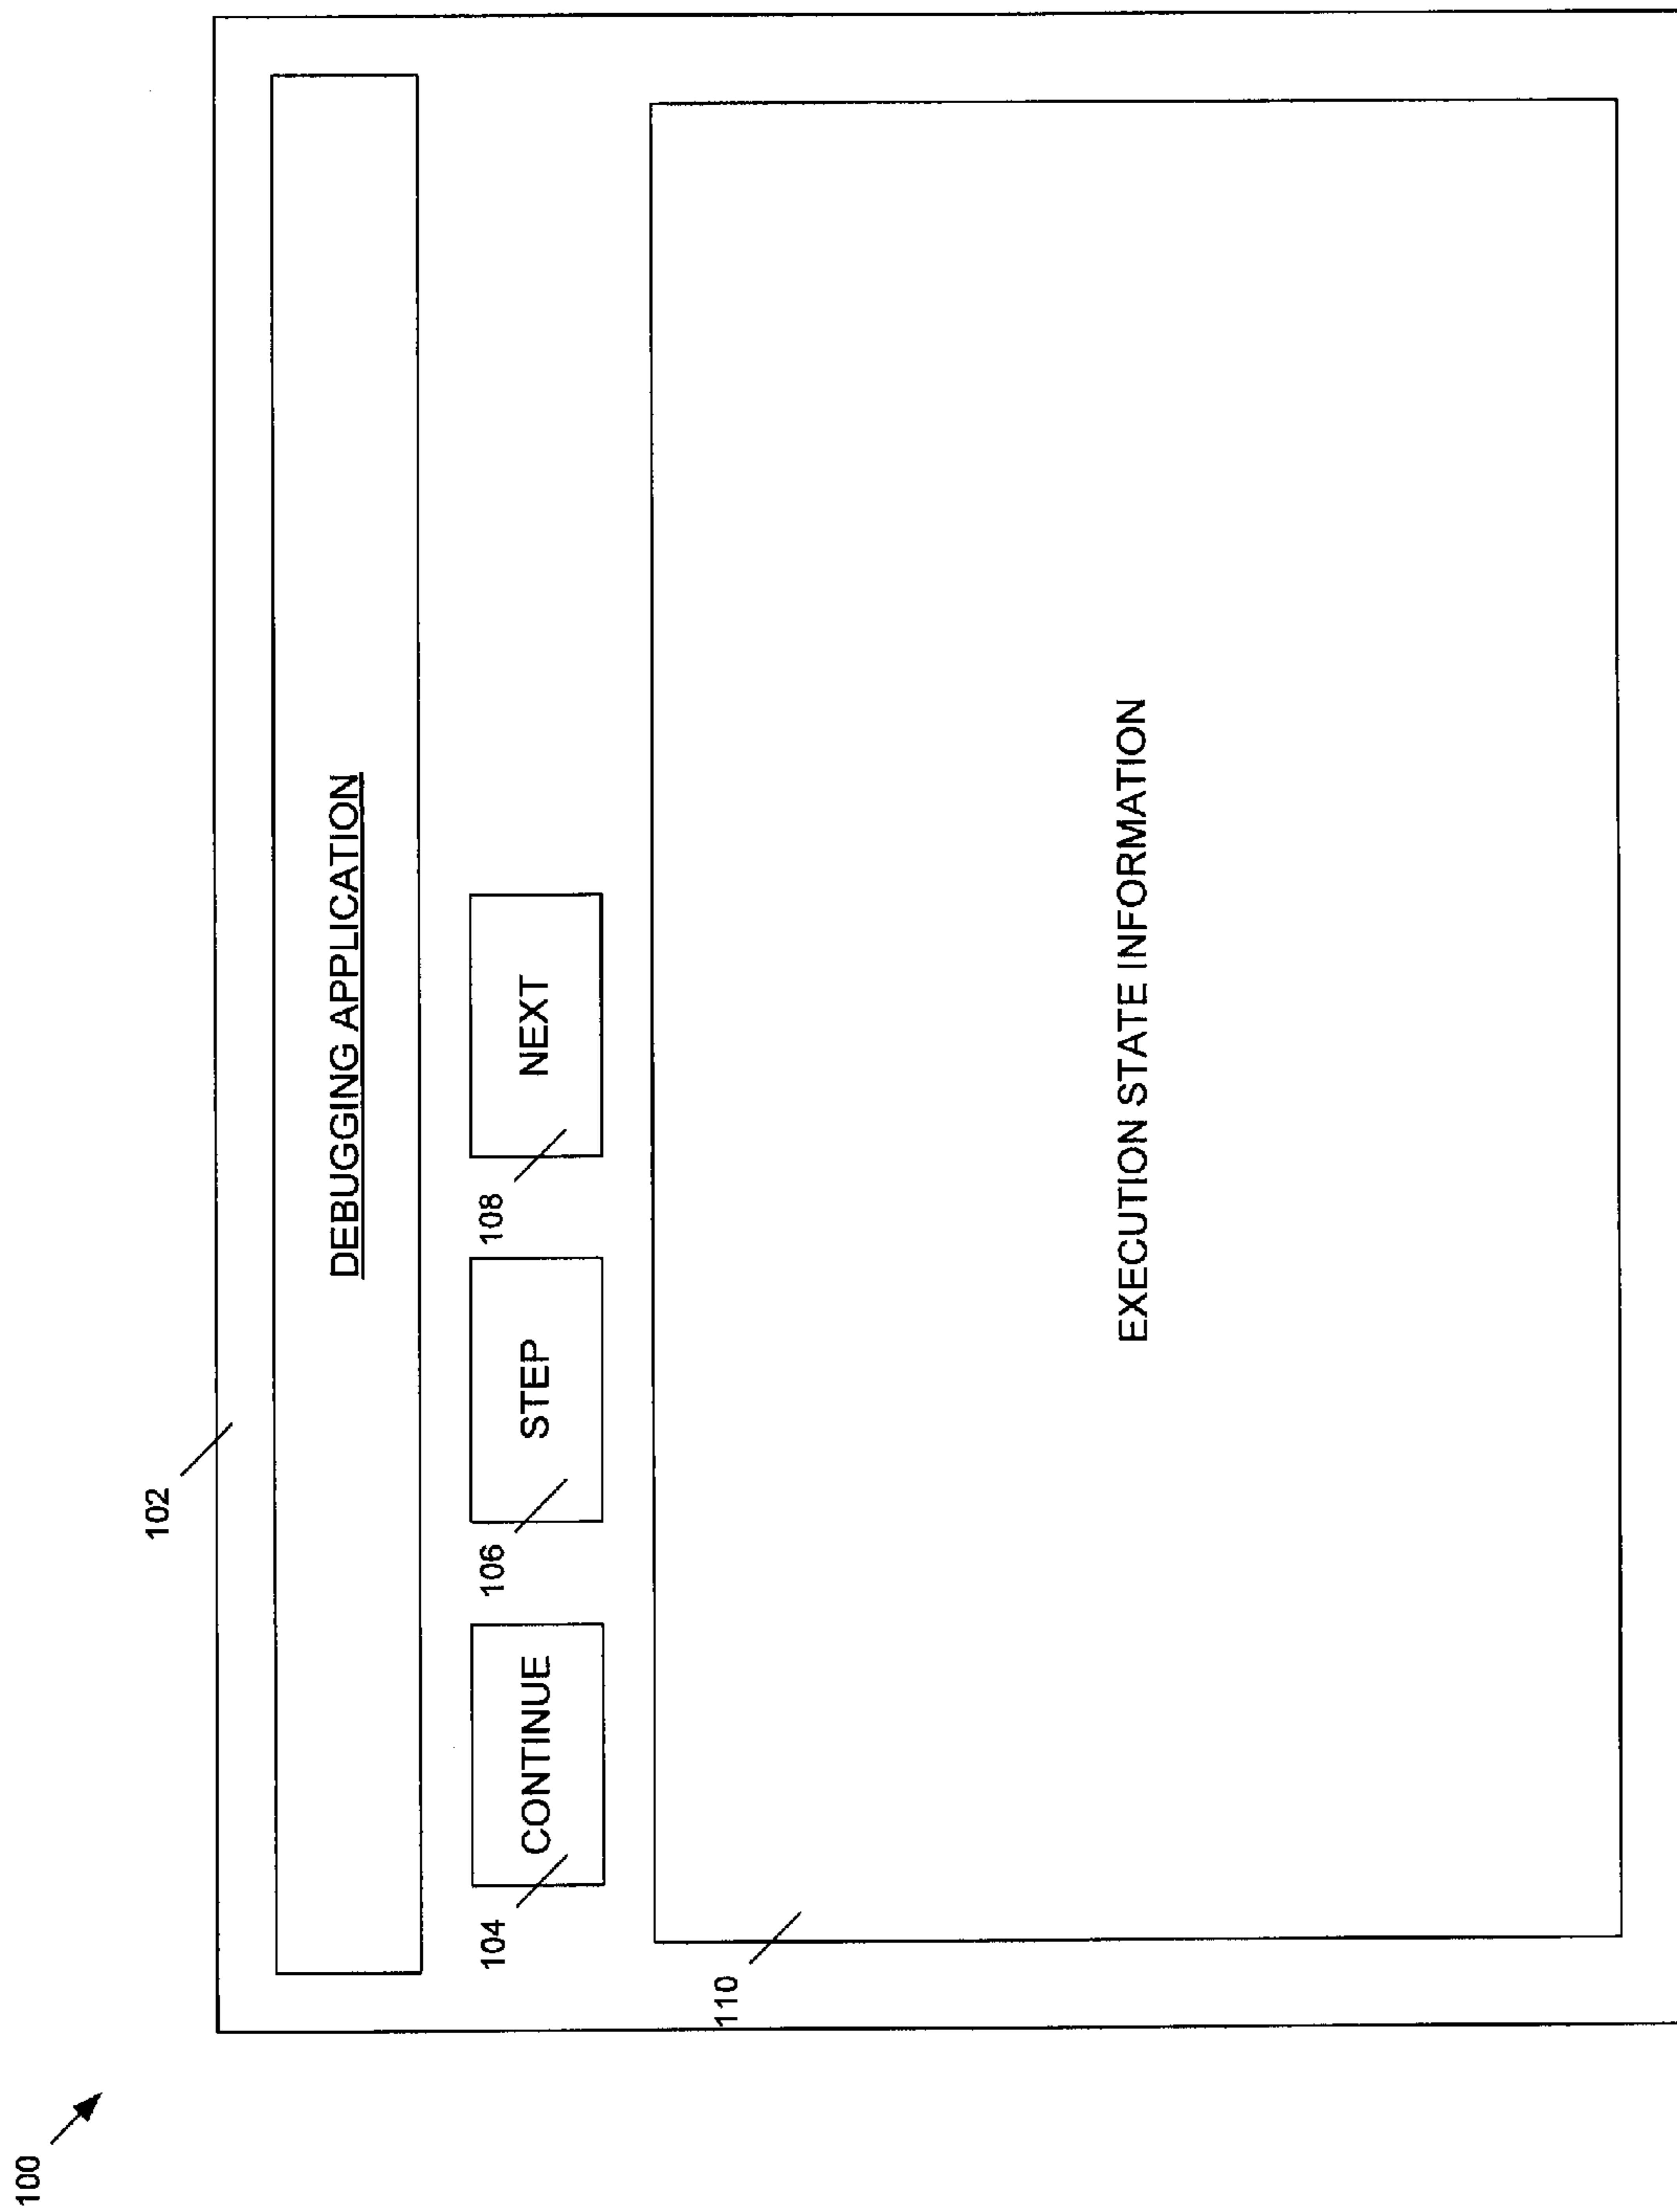 100
102
DEBUGGING APPLICATION
104
CONTINUE
106
STEP
108
NEXT
110
EXECUTION STATE INFORMATION